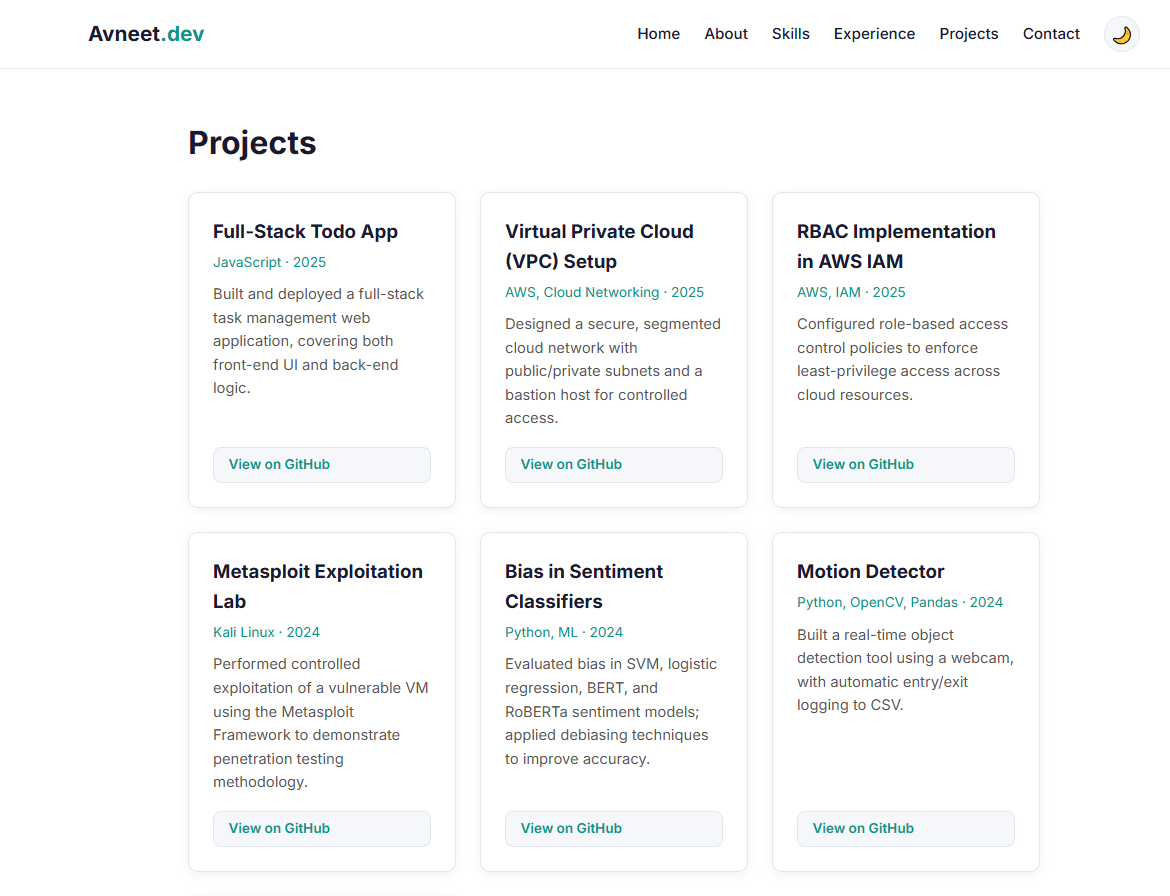 Avneet.dev
Home About Skills Experience Projects Contact
Projects
Full-Stack Todo App
JavaScript · 2025
Built and deployed a full-stack
task management web
application, covering both
front-end UI and back-end
logic.
View on GitHub
Virtual Private Cloud
(VPC) Setup
AWS, Cloud Networking · 2025
Designed a secure, segmented
cloud network with
public/private subnets and a
bastion host for controlled
access.
View on GitHub
RBAC Implementation
in AWS IAM
AWS, IAM · 2025
Configured role-based access
control policies to enforce
least-privilege access across
cloud resources.
View on GitHub
Metasploit Exploitation
Lab
Kali Linux · 2024
Performed controlled
exploitation of a vulnerable VM
using the Metasploit
Framework to demonstrate
penetration testing
methodology.
View on GitHub
Bias in Sentiment
Classifiers
Python, ML · 2024
Evaluated bias in SVM, logistic
regression, BERT, and
RoBERTa sentiment models;
applied debiasing techniques
to improve accuracy.
View on GitHub
Motion Detector
Python, OpenCV, Pandas · 2024
Built a real-time object
detection tool using a webcam,
with automatic entry/exit
logging to CSV.
View on GitHub